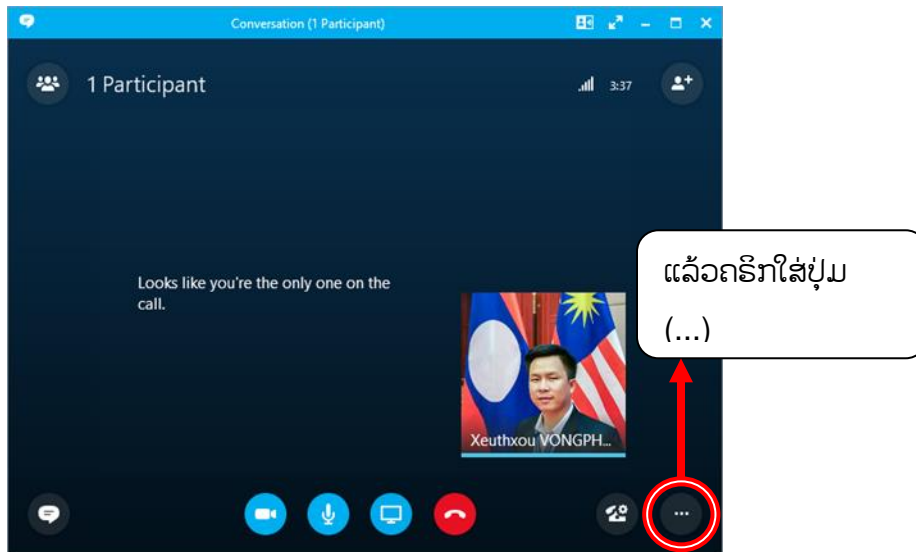 Conversation (1 Participant)
1 Participant
3:37
Looks like you're the only one on the
call.
ແລ້ວຄຣິກໃສ່ປຸ່ມ
(...)
Xeuthxou VONGPH...
...